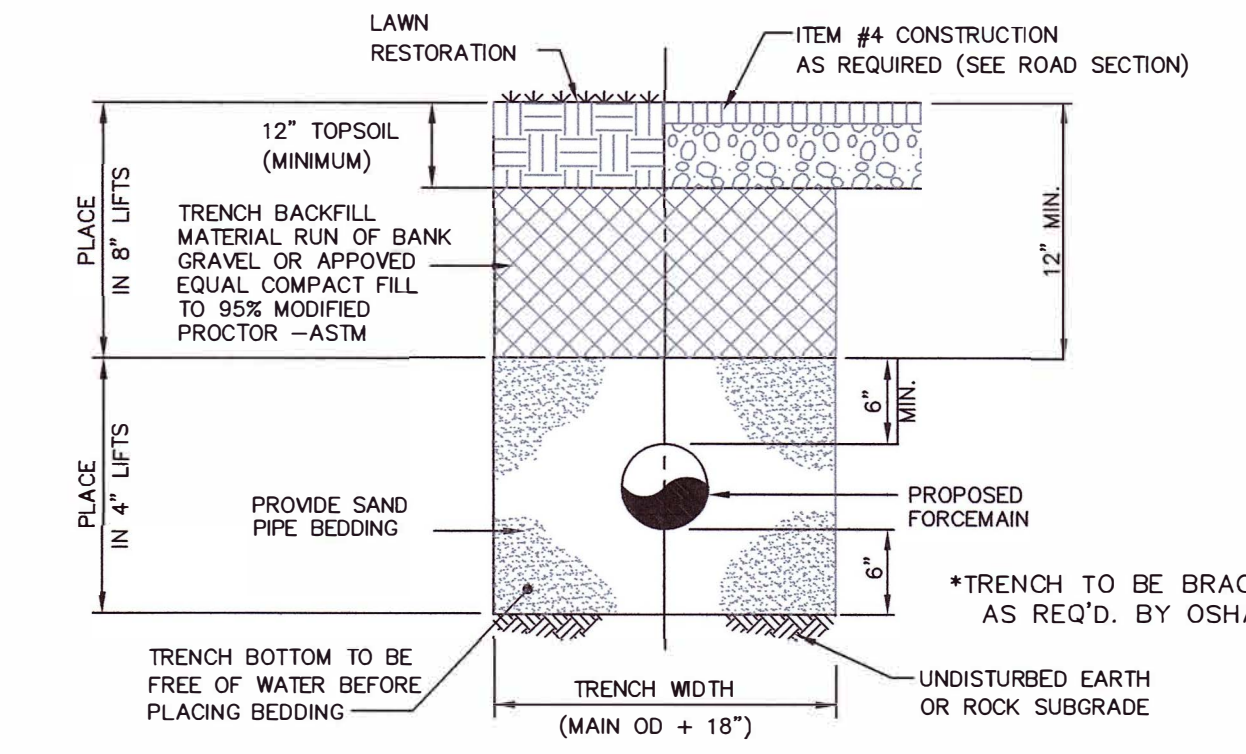 LAWN
RESTORATION
ITEM #4 CONSTRUCTION
AS REQUIRED (SEE ROAD SECTION)
12" TOPSOIL
(MINIMUM)
PLACE
IN 8" LIFTS
TRENCH BACKFILL
MATERIAL RUN OF BANK
GRAVEL OR APPOVED
EQUAL COMPACT FILL
TO 95% MODIFIED
PROCTOR –ASTM
12" MIN.
6"
MIN.
PLACE
IN 4" LIFTS
PROVIDE SAND
PIPE BEDDING
PROPOSED
FORCEMAIN
6"
*TRENCH TO BE
AS REQ'D. BY OSHA
TRENCH BOTTOM TO BE
FREE OF WATER BEFORE
PLACING BEDDING
TRENCH WIDTH
(MAIN OD + 18")
UNDISTURBED EARTH
OR ROCK SUBGRADE